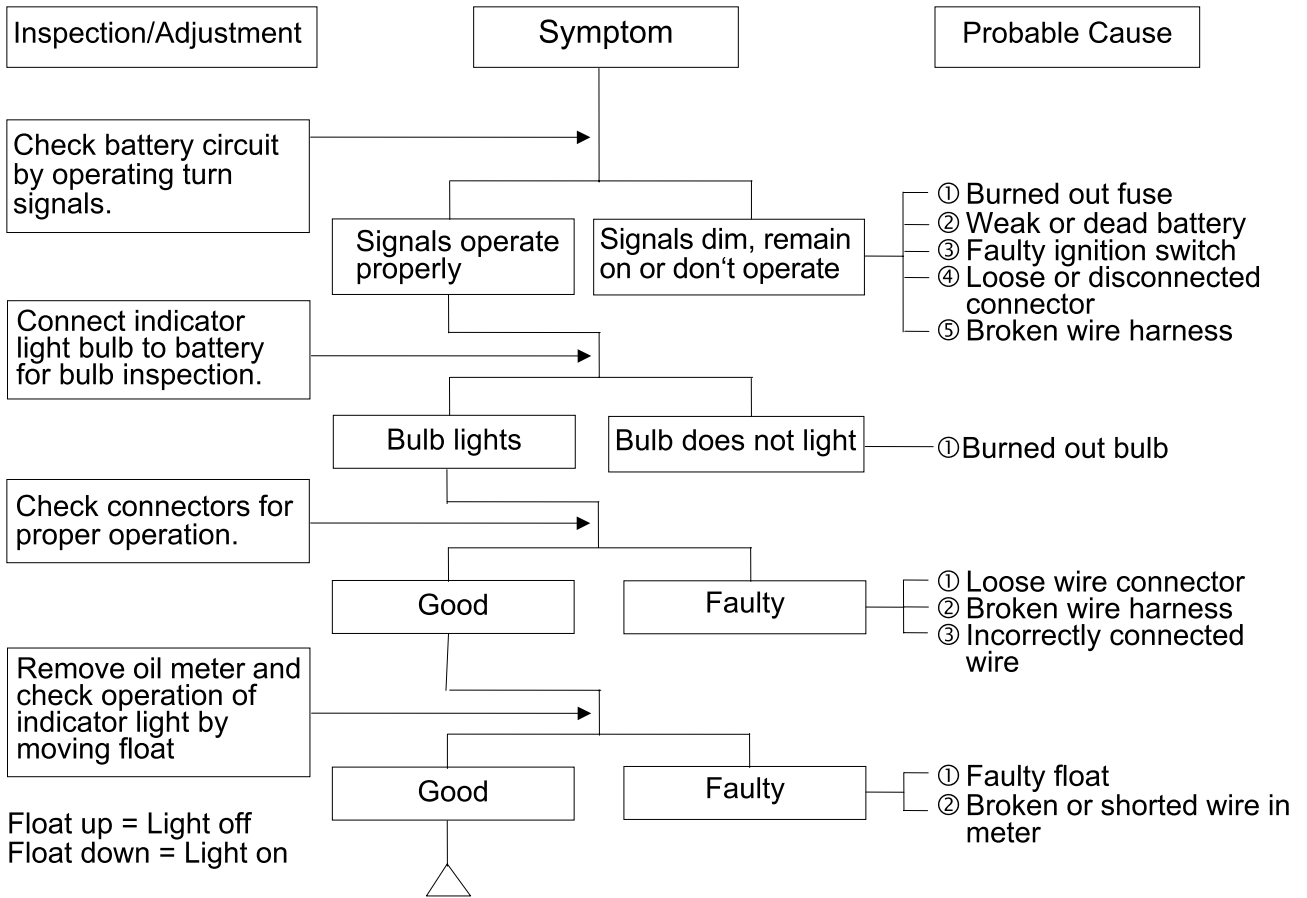 Inspection/Adjustment
Symptom
Probable Cause
Check battery circuit
by operating turn
signals.
Signals operate
properly
Signals dim, remain
on or don‘t operate
① Burned out fuse
② Weak or dead battery
③ Faulty ignition switch
④ Loose or disconnected
connector
⑤ Broken wire harness
Connect indicator
light bulb to battery
for bulb inspection.
Bulb lights
Bulb does not light
①Burned out bulb
Check connectors for
proper operation.
Good
Faulty
① Loose wire connector
② Broken wire harness
③ Incorrectly connected
wire
Remove oil meter and
check operation of
indicator light by
moving float
Good
Faulty
① Faulty float
② Broken or shorted wire in
meter
Float up = Light off
Float down = Light on